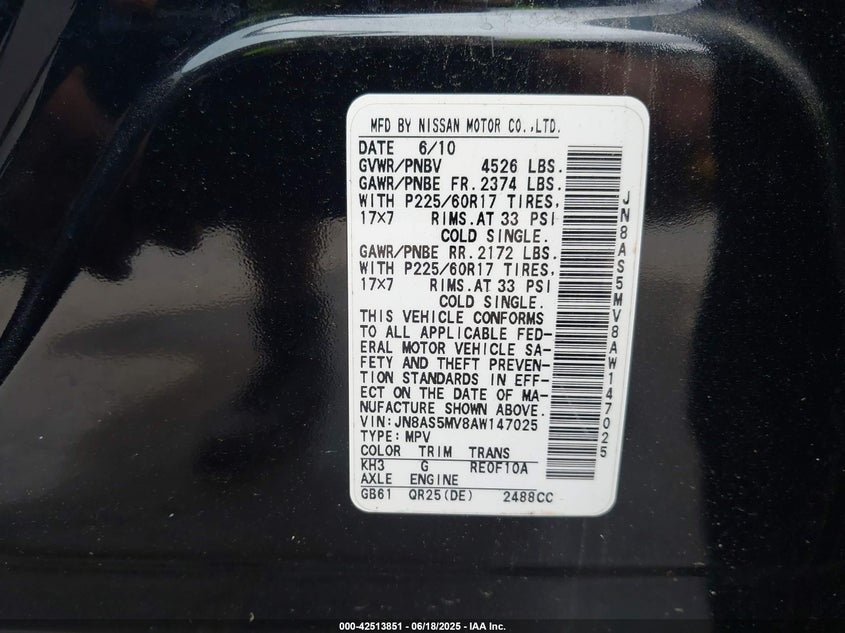 MFD BY NISSAN MOTOR CO.,LTD.
DATE 6/10
GVWR/PNBV 4526 LBS.
GAWR/PNBE FR. 2374 LBS.
WITH P225/60R17 TIRES,
17×7 RIMS.AT 33 PSI
COLD SINGLE.
GAWR/PNBE RR. 2172 LBS.
WITH P225/60R17 TIRES,
17×7 RIMS.AT 33 PSI
COLD SINGLE.
THIS VEHICLE CONFORMS
TO ALL APPLICABLE FED-
ERAL MOTOR VEHICLE SA-
FETY AND THEFT PREVEN-
TION STANDARDS IN EFF-
ECT ON THE DATE OF MA-
NUFACTURE SHOWN ABOVE.
VIN:JN8AS5MV8AW147025
TYPE:MPV
COLOR TRIM TRANS
KH3 G RE0F10A
AXLE ENGINE
GB61 QR25(DE) 2488CC
JN8AS5MV8AW147025
000-42513851 | 06/18/2025 | IAA Inc.